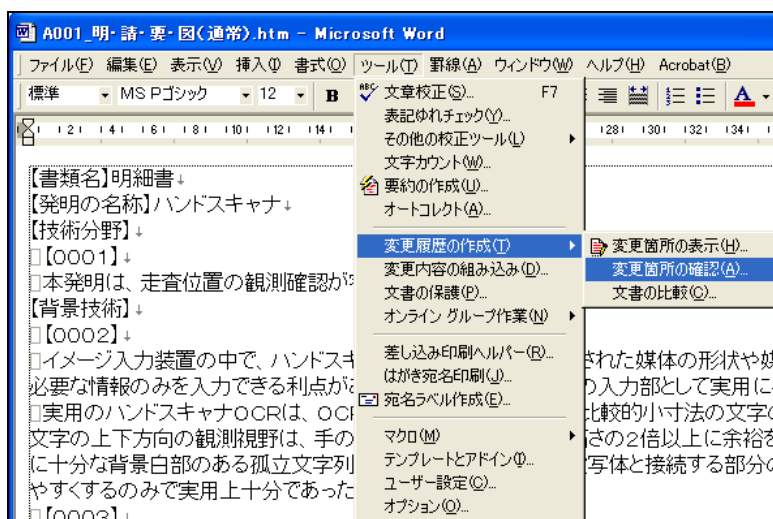 A001_明・請・要・図(通常).htm - Microsoft Word
ファイル(F) 編集(E) 表示(V) 挿入(I) 書式(O) ツール(T) 罫線(A) ウィンドウ(W) ヘルプ(H) Acrobat(B)
標準 MS Pゴシック 12 B A
2 4 6 8 10 12 14 28 30 32 34
ABC 文章校正(S)... F7
表記ゆれチェック(Y)...
その他の校正ツール(L)
文字カウント(W)...
要約の作成(U)...
オートコレクト(A)...
変更履歴の作成(T)
変更内容の組み込み(D)...
文書の保護(P)...
オンライン グループ作業(N)
差し込み印刷ヘルパー(R)...
はがき宛名印刷(J)...
宛名ラベル作成(E)...
マクロ(M)
テンプレートとアドイン(I)...
ユーザー設定(C)...
オプション(O)...
変更箇所の表示(H)...
変更箇所の確認(A)...
文書の比較(C)...
【書類名】明細書↓
【発明の名称】ハンドスキャナ↓
【技術分野】↓
【0001】↓
本発明は、走査位置の観測確認が
【背景技術】↓
【0002】↓
イメージ入力装置の中で、ハンドスキ された媒体の形状や媒
必要な情報のみを入力できる利点が の入力部として実用に
実用のハンドスキャナOCRは、OC 比較的小寸法の文字
文字の上下方向の観測視野は、手の さの2倍以上に余裕を
に十分な背景白部のある孤立文字列 写体と接続する部分の
やすくするのみで実用上十分であった
【0003】↓